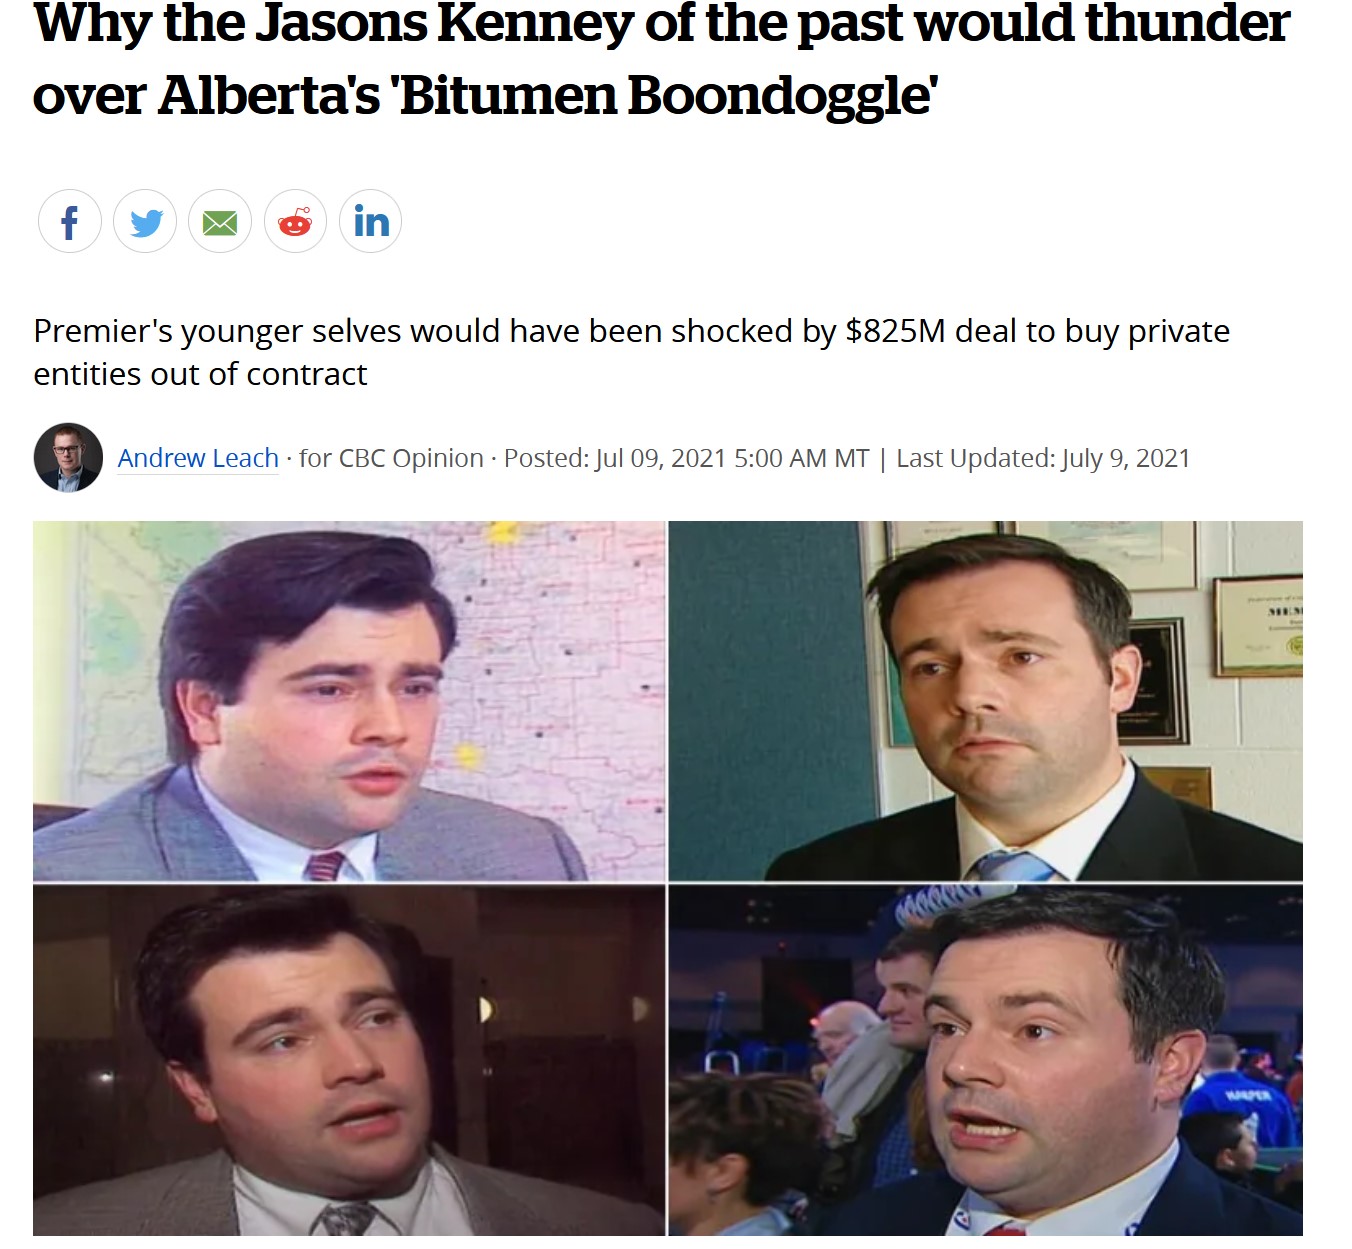 Why the Jasons Kenney of the past would thunder
over Alberta's 'Bitumen Boondoggle'
f
in
Premier's younger selves would have been shocked by $825M deal to buy private
entities out of contract
Andrew Leach · for CBC Opinion · Posted: Jul 09, 2021 5:00 AM MT | Last Updated: July 9, 2021
HARPER